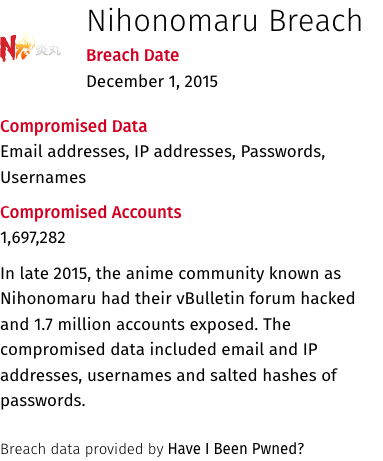 Nihonomaru Breach
炎丸
Breach Date
December 1, 2015
Compromised Data
Email addresses, IP addresses, Passwords,
Usernames
Compromised Accounts
1,697,282
In late 2015, the anime community known as
Nihonomaru had their vBulletin forum hacked
and 1.7 million accounts exposed. The
compromised data included email and IP
addresses, usernames and salted hashes of
passwords.
Breach data provided by Have I Been Pwned?